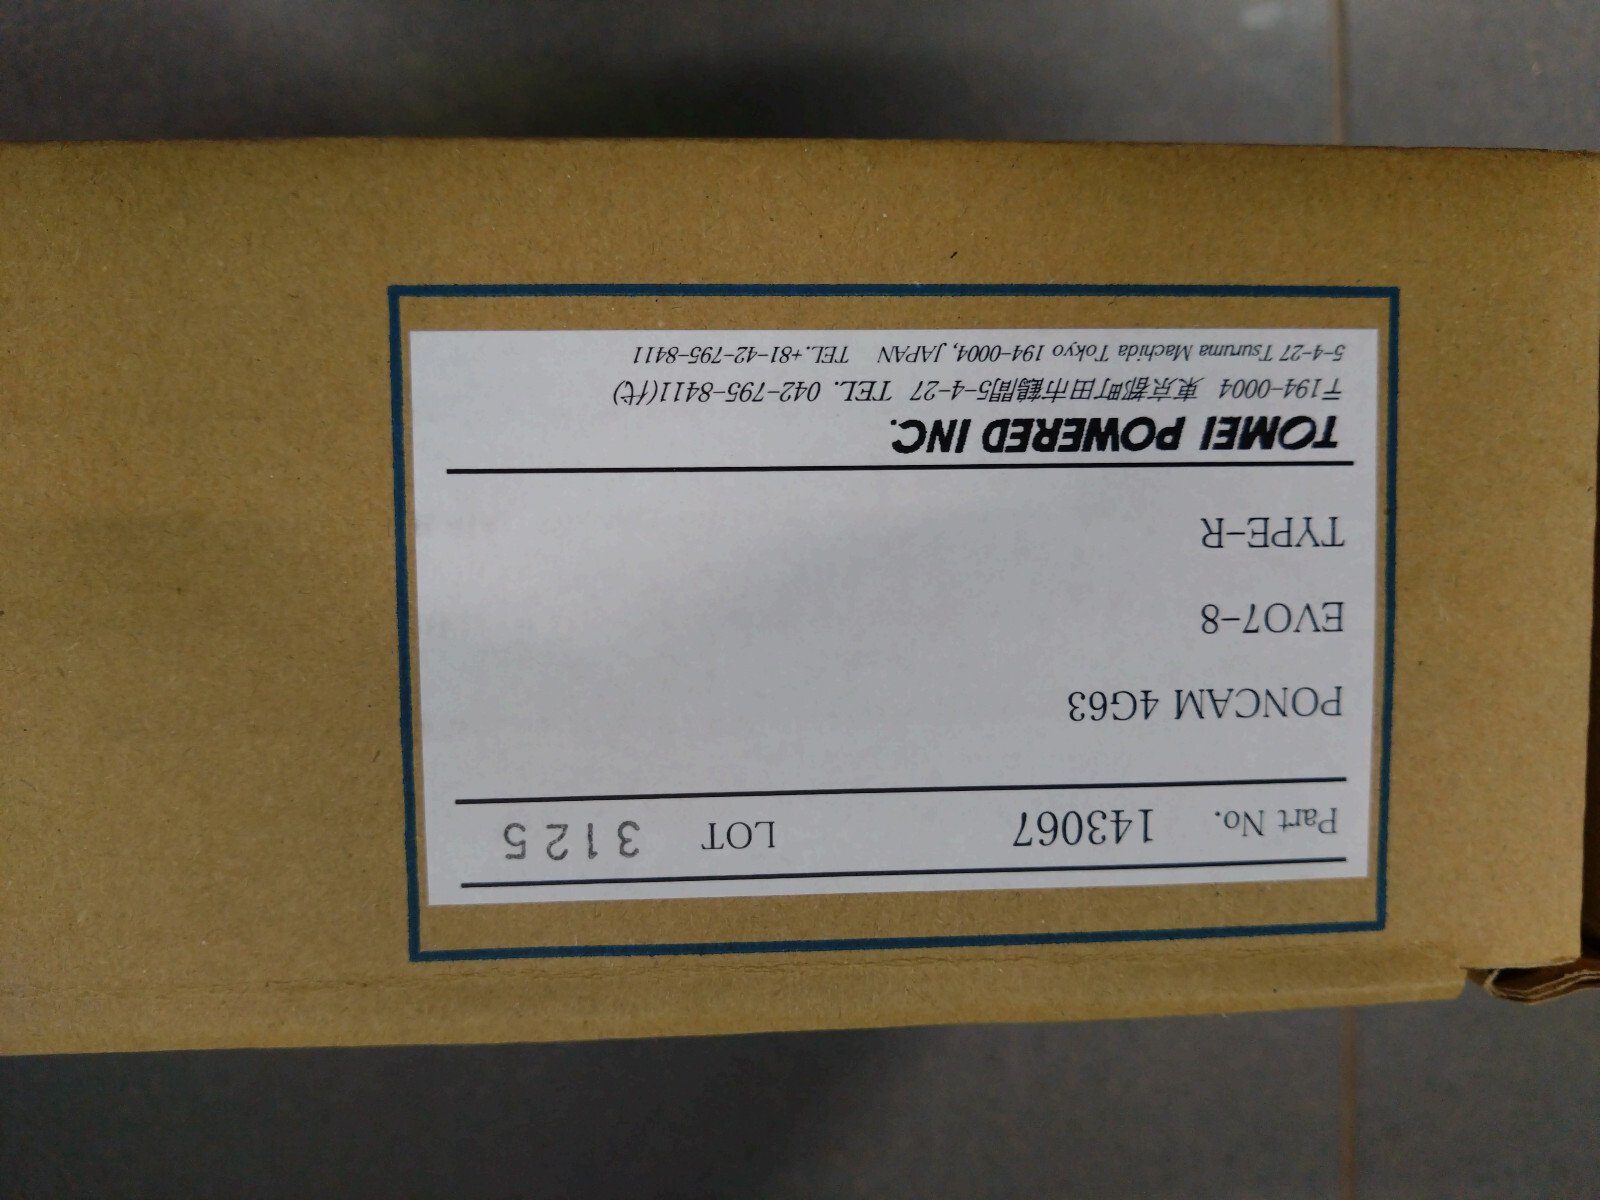 Part No. 143067 LOT 3125
PONCAM 4G63
EVO7-8
TYPE-R
TOMEI POWERED INC.
〒194-0004 東京都町田市鶴間5-4-27 TEL. 042-795-8411(代)
5-4-27 Tsuruma Machida Tokyo 194-0004, JAPAN TEL.+81-42-795-8411